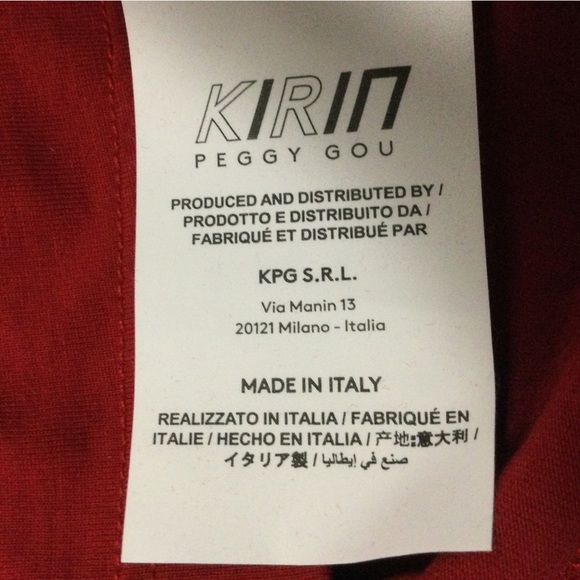 KIRIN
PEGGY GOU
PRODUCED AND DISTRIBUTED BY /
PRODOTTO E DISTRIBUITO DA /
FABRIQUÉ ET DISTRIBUÉ PAR
KPG S.R.L.
Via Manin 13
20121 Milano - Italia
MADE IN ITALY
REALIZZATO IN ITALIA / FABRIQUÉ EN
ITALIE / HECHO EN ITALIA / 产地:意大利 /
イタリア製 / صنع في إيطاليا